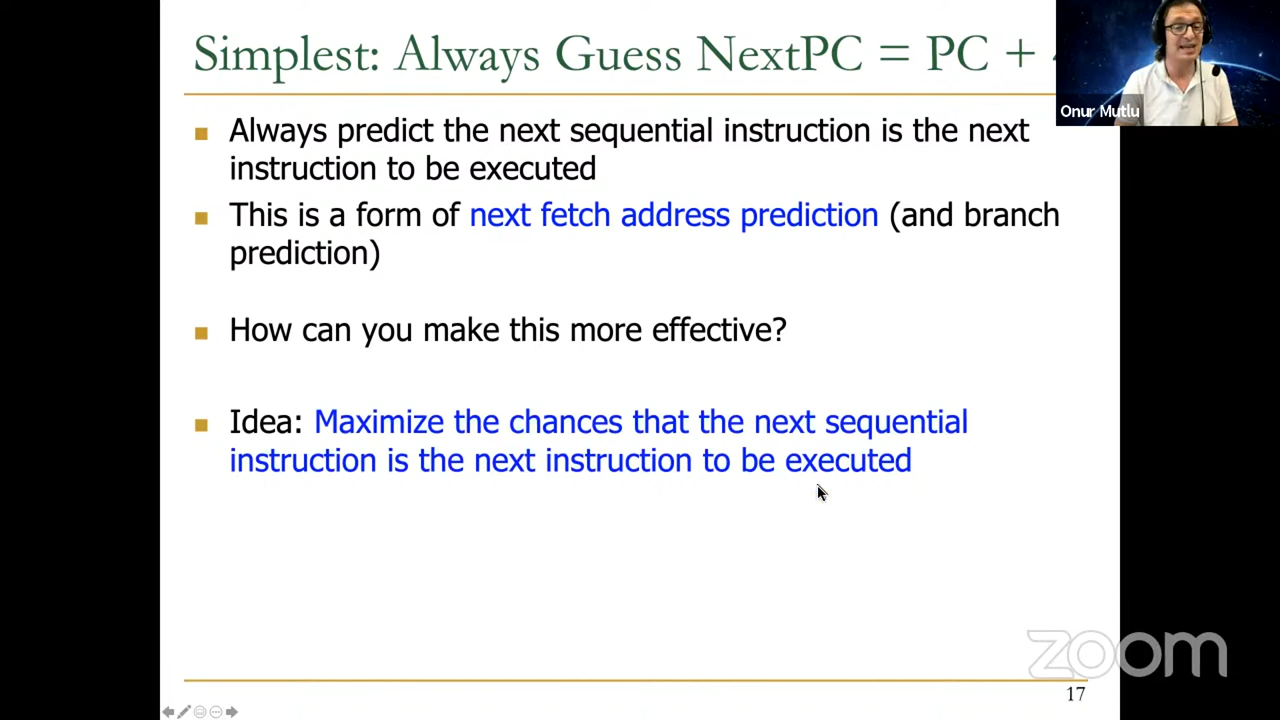 Simplest: Always Guess NextPC = PC +
Onur Mutlu
Always predict the next sequential instruction is the next
instruction to be executed
This is a form of next fetch address prediction (and branch
prediction)
How can you make this more effective?
Idea: Maximize the chances that the next sequential
instruction is the next instruction to be executed
zoom
17